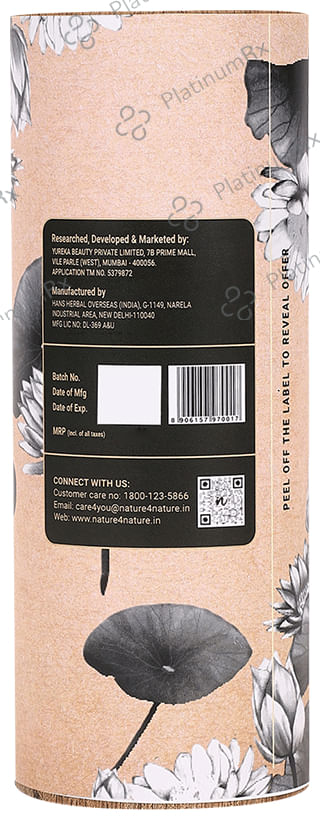 PlatinumRx
PlatinumRx
PlatinumRx
Researched, Developed & Marketed by:
YUREKA BEAUTY PRIVATE LIMITED, 7B PRIME MALL,
VILE PARLE (WEST), MUMBAI - 400056.
APPLICATION TM NO. 5379872
Manufactured by
HANS HERBAL OVERSEAS (INDIA), G-1149, NARELA
INDUSTRIAL AREA, NEW DELHI-110040
MFG LIC NO: DL-369 A&U
Batch No.
Date of Mfg
Date of Exp.
MRP (Incl. of all taxes)
8 906157 970017
CONNECT WITH US:
Customer care no: 1800-123-5866
Email: care4you@nature4nature.in
Web: www.nature4nature.in
n
PEEL OFF THE LABEL TO REVEAL OFFER